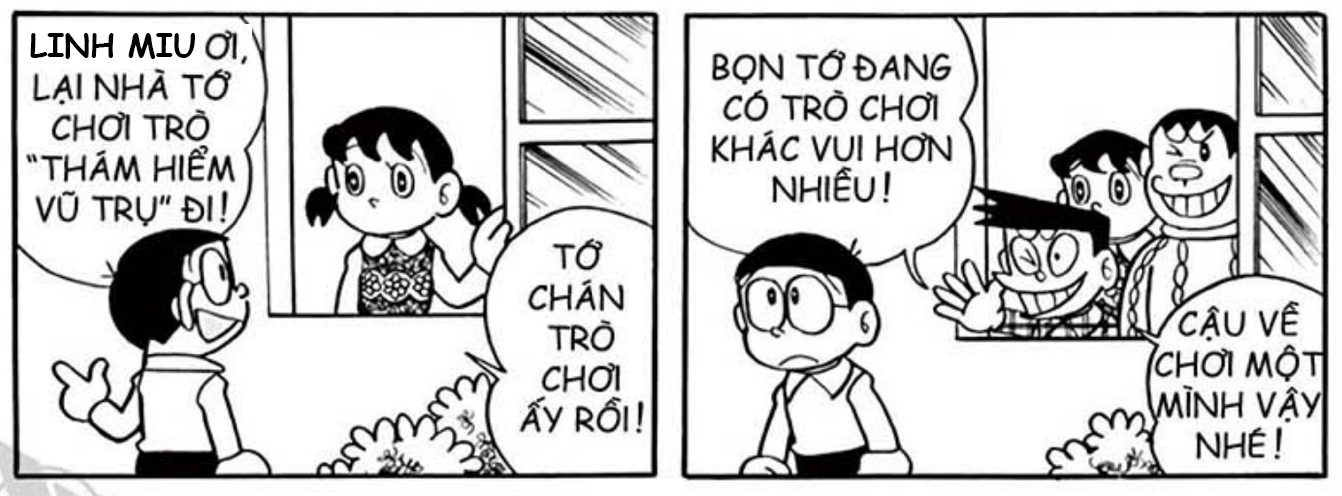 LINH MIU ƠI,
LẠI NHÀ TỚ
CHƠI TRÒ
"THÁM HIỂM
VŨ TRỤ" ĐI!
TỚ
CHÁN
TRÒ
CHƠI
ẤY RỒI!
BỌN TỚ ĐANG
CÓ TRÒ CHƠI
KHÁC VUI HƠN
NHIỀU!
CẬU VỀ
CHƠI MỘT
MÌNH VẬY
NHÉ!